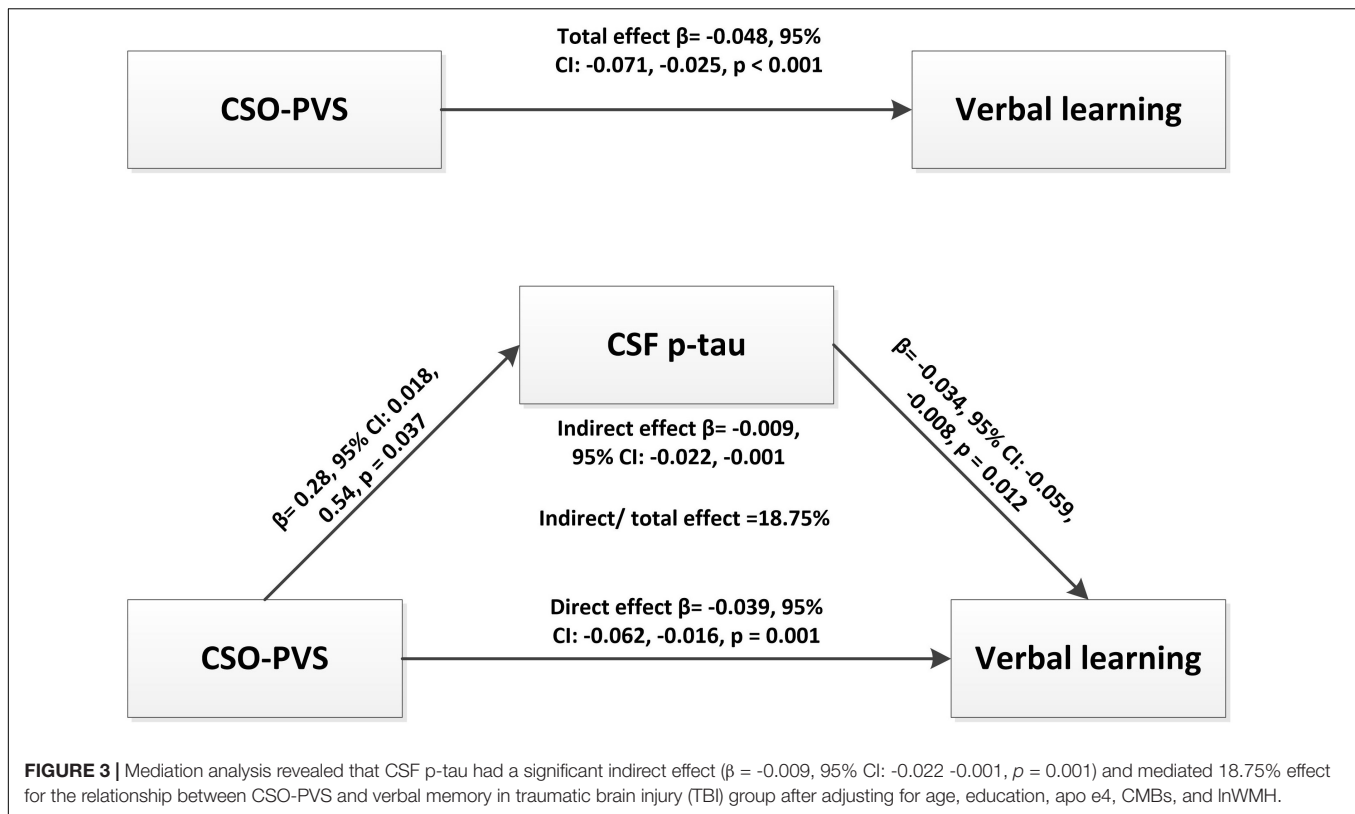 Total effect β= -0.048, 95%
CI: -0.071, -0.025, p < 0.001
CSO-PVS
Verbal learning
CSF p-tau
β= 0.28, 95% CI: 0.018,
0.54, p = 0.037
β= -0.034, 95% CI: -0.059,
-0.008, p = 0.012
Indirect effect β= -0.009,
95% CI: -0.022, -0.001
Indirect/ total effect =18.75%
Direct effect β= -0.039, 95%
CI: -0.062, -0.016, p = 0.001
CSO-PVS
Verbal learning
FIGURE 3 | Mediation analysis revealed that CSF p-tau had a significant indirect effect (β = -0.009, 95% CI: -0.022 -0.001, p = 0.001) and mediated 18.75% effect
for the relationship between CSO-PVS and verbal memory in traumatic brain injury (TBI) group after adjusting for age, education, apo e4, CMBs, and lnWMH.